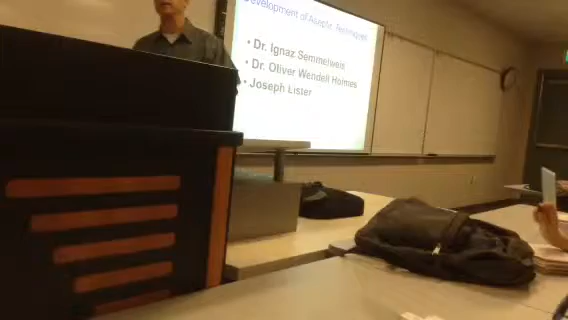 Development of Aseptic Techniques
• Dr. Ignaz Semmelweis
• Dr. Oliver Wendell Holmes
• Joseph Lister